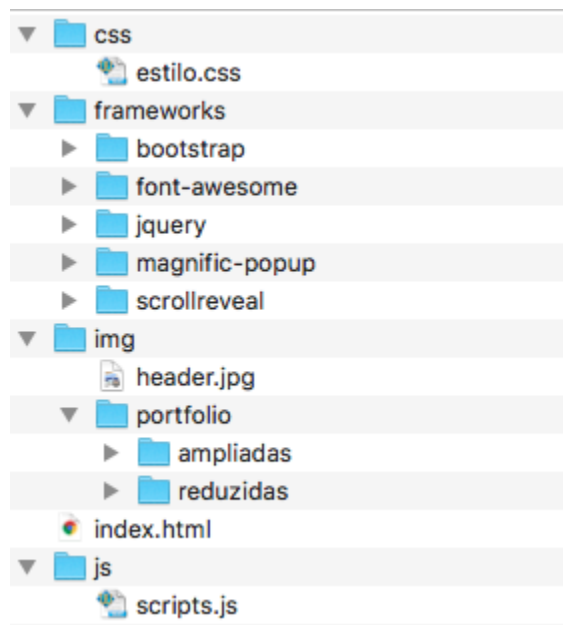 css
estilo.css
frameworks
bootstrap
font-awesome
jquery
magnific-popup
scrollreveal
img
header.jpg
portfolio
ampliadas
reduzidas
index.html
js
scripts.js